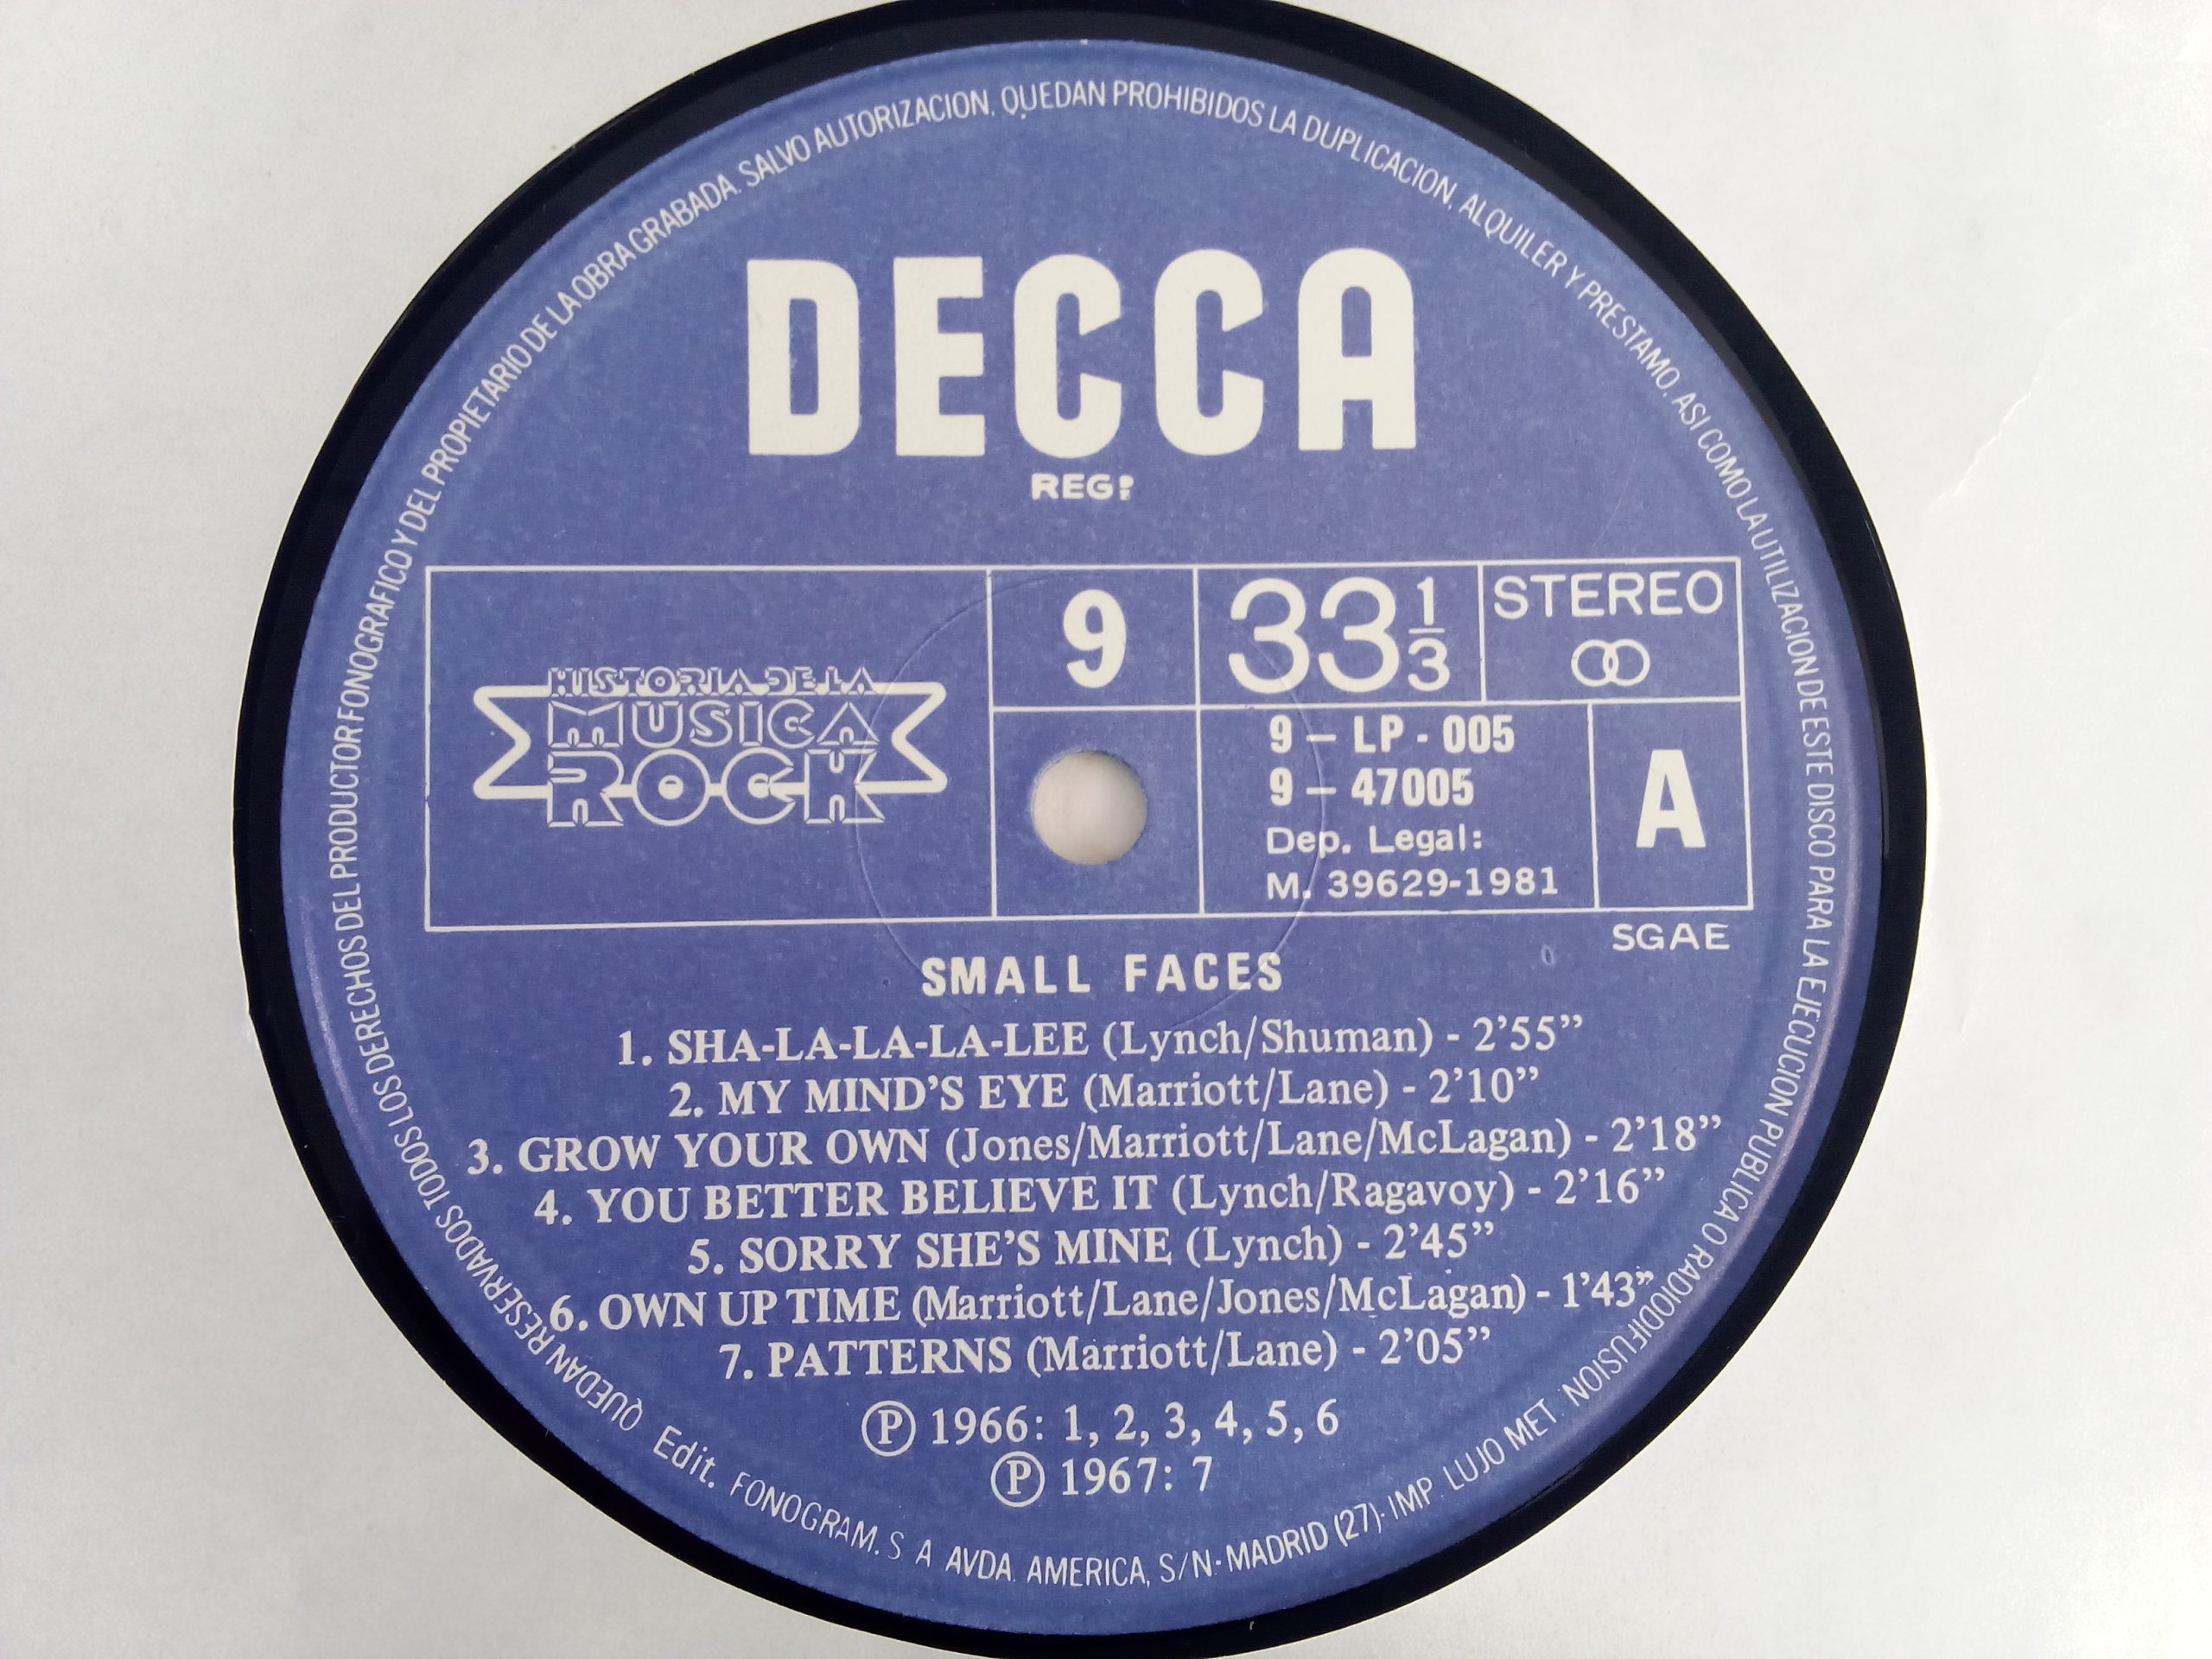 DECCA
REGD
HISTORIA DE LA
MUSICA
ROCK
9
33 1/3
STEREO
9 – LP - 005
9 – 47005
Dep. Legal:
M. 39629-1981
A
SGAE
SMALL FACES
1. SHA-LA-LA-LA-LEE (Lynch/Shuman) - 2’55”
2. MY MIND’S EYE (Marriott/Lane) - 2’10”
3. GROW YOUR OWN (Jones/Marriott/Lane/McLagan) - 2’18”
4. YOU BETTER BELIEVE IT (Lynch/Ragavoy) - 2’16”
5. SORRY SHE’S MINE (Lynch) - 2’45”
6. OWN UP TIME (Marriott/Lane/Jones/McLagan) - 1’43”
7. PATTERNS (Marriott/Lane) - 2’05”
Ⓟ 1966: 1, 2, 3, 4, 5, 6
Ⓟ 1967: 7
QUEDAN RESERVADOS TODOS LOS DERECHOS DEL PRODUCTOR FONOGRAFICO Y DEL PROPIETARIO DE LA OBRA GRABADA. SALVO AUTORIZACION, QUEDAN PROHIBIDOS LA DUPLICACION, ALQUILER Y PRESTAMO, ASI COMO LA UTILIZACION DE ESTE DISCO PARA LA EJECUCION PUBLICA O RADIODIFUSION.
Edit. FONOGRAM. S A AVDA. AMERICA, S/N.- MADRID (27)- IMP. LUJO MET